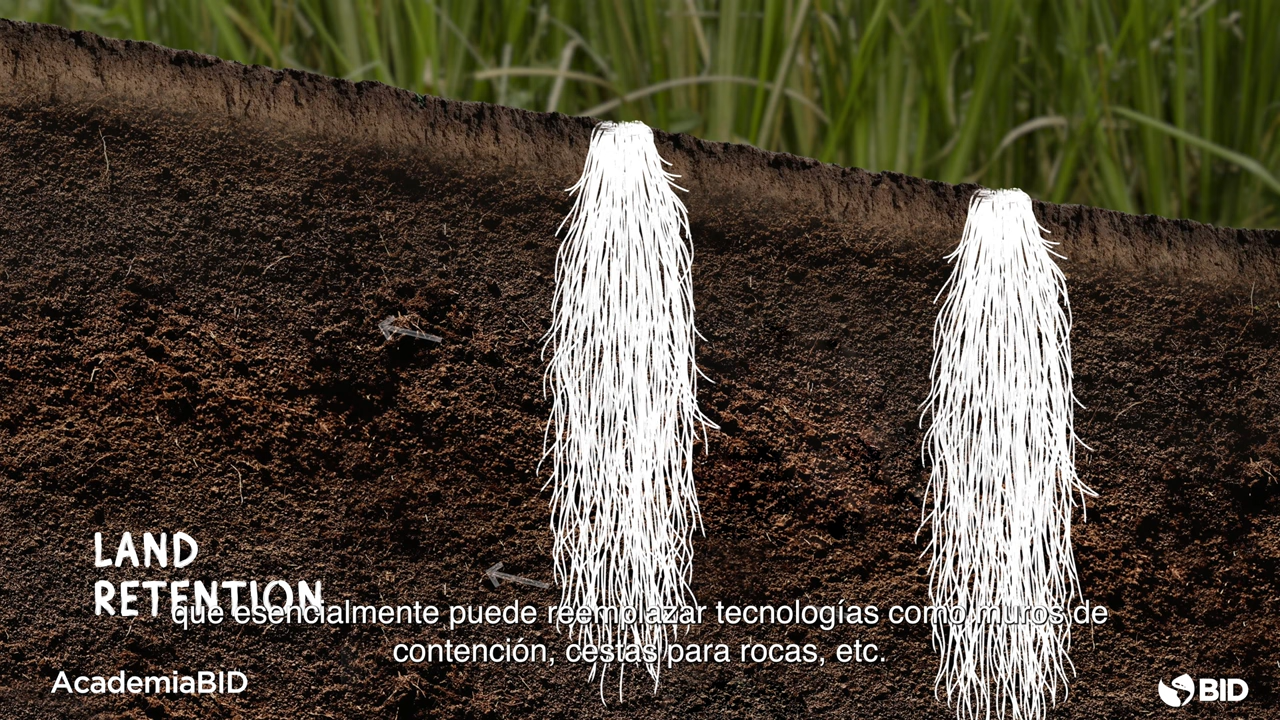 LAND
RETENTION
que esencialmente puede reemplazar tecnologías como muros de
contención, cestas para rocas, etc.
AcademiaBID
BID